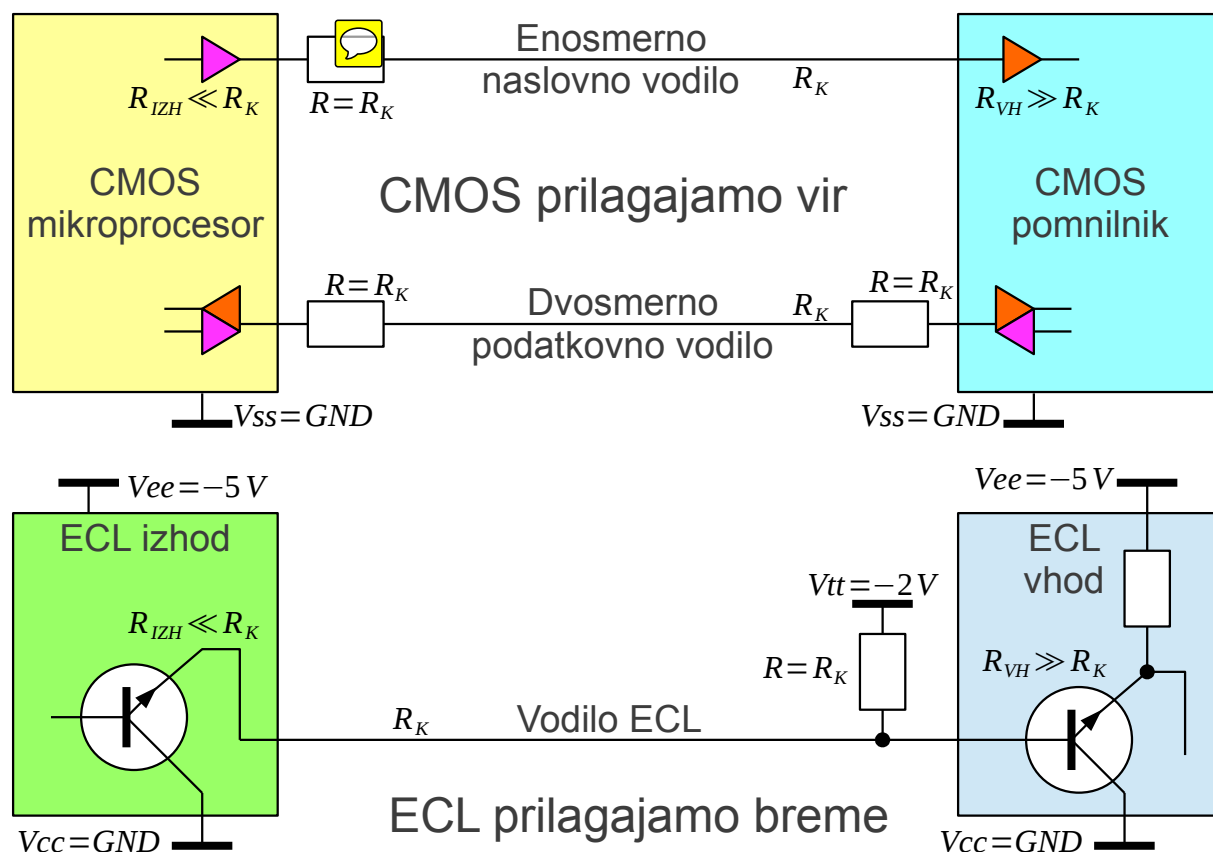 Enosmerno
naslovno vodilo
R_IZH ≪ R_K
R = R_K
R_K
R_VH ≫ R_K
CMOS
mikroprocesor
CMOS prilagajamo vir
CMOS
pomnilnik
R = R_K
Dvosmerno
podatkovno vodilo
R_K
R = R_K
Vss = GND
Vss = GND
Vee = −5 V
Vee = −5 V
ECL izhod
ECL
vhod
Vtt = −2 V
R_IZH ≪ R_K
R = R_K
R_VH ≫ R_K
R_K
Vodilo ECL
ECL prilagajamo breme
Vcc = GND
Vcc = GND